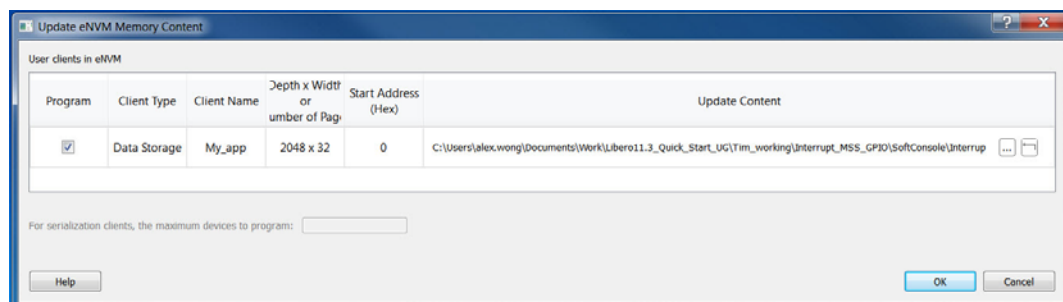 Update eNVM Memory Content
User clients in eNVM
Program
Client Type
Client Name
Depth x Width
or
umber of Pag
Start Address
(Hex)
Update Content
Data Storage
My_app
2048 x 32
0
C:\Users\alex.wong\Documents\Work\Libero11.3_Quick_Start_UG\Tim_working\Interrupt_MSS_GPIO\SoftConsole\Interrup
...
For serialization clients, the maximum devices to program:
Help
OK
Cancel